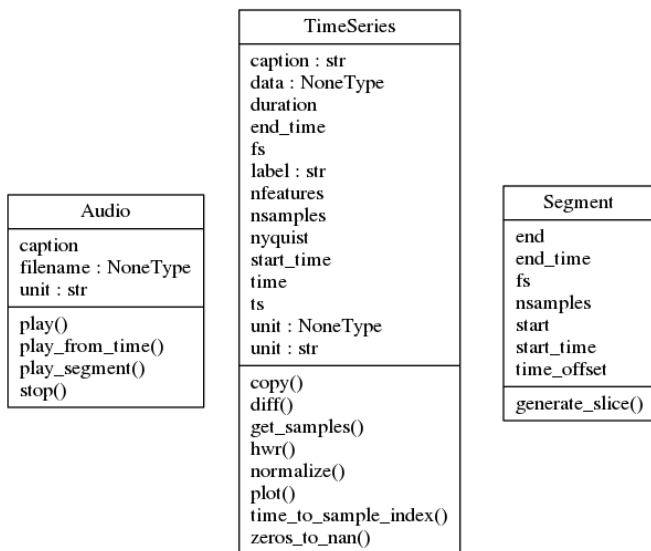 Audio
caption
filename : NoneType
unit : str
play()
play_from_time()
play_segment()
stop()
TimeSeries
caption : str
data : NoneType
duration
end_time
fs
label : str
nfeatures
nsamples
nyquist
start_time
time
ts
unit : NoneType
unit : str
copy()
diff()
get_samples()
hwr()
normalize()
plot()
time_to_sample_index()
zeros_to_nan()
Segment
end
end_time
fs
nsamples
start
start_time
time_offset
generate_slice()